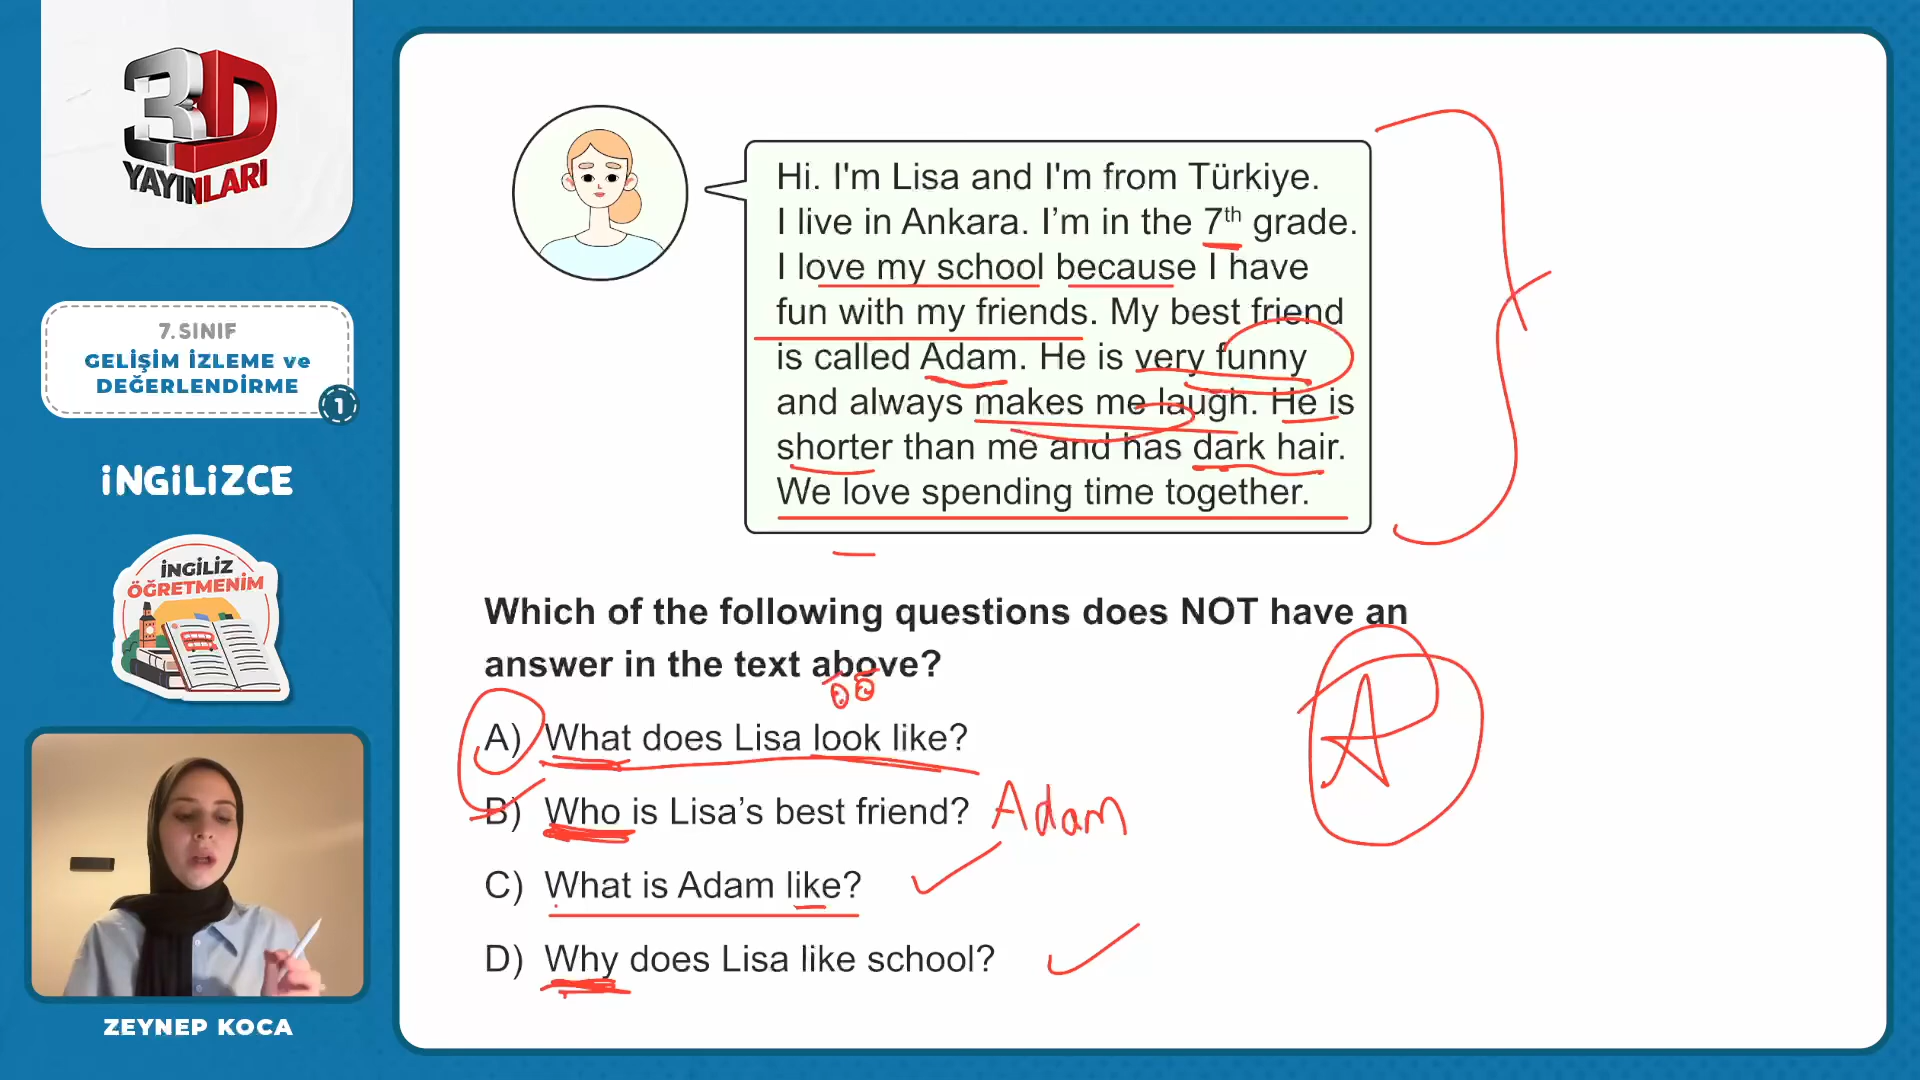 3D
YAYINLARI
7.SINIF
GELİŞİM İZLEME ve
DEĞERLENDİRME
1
İNGİLİZCE
İNGİLİZ
ÖĞRETMENİM
ZEYNEP KOCA
Hi. I'm Lisa and I'm from Türkiye.
I live in Ankara. I’m in the 7th grade.
I love my school because I have
fun with my friends. My best friend
is called Adam. He is very funny
and always makes me laugh. He is
shorter than me and has dark hair.
We love spending time together.
Which of the following questions does NOT have an
answer in the text above?
A) What does Lisa look like?
B) Who is Lisa’s best friend? Adam
C) What is Adam like?
D) Why does Lisa like school?
A